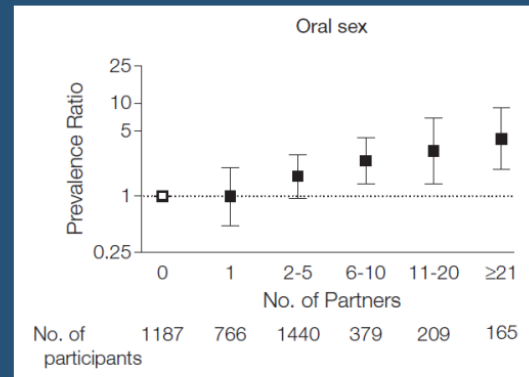 Oral sex
Prevalence Ratio
25
10
5
1
0.25
0 1 2-5 6-10 11-20 ≥21
No. of Partners
No. of 1187 766 1440 379 209 165
participants